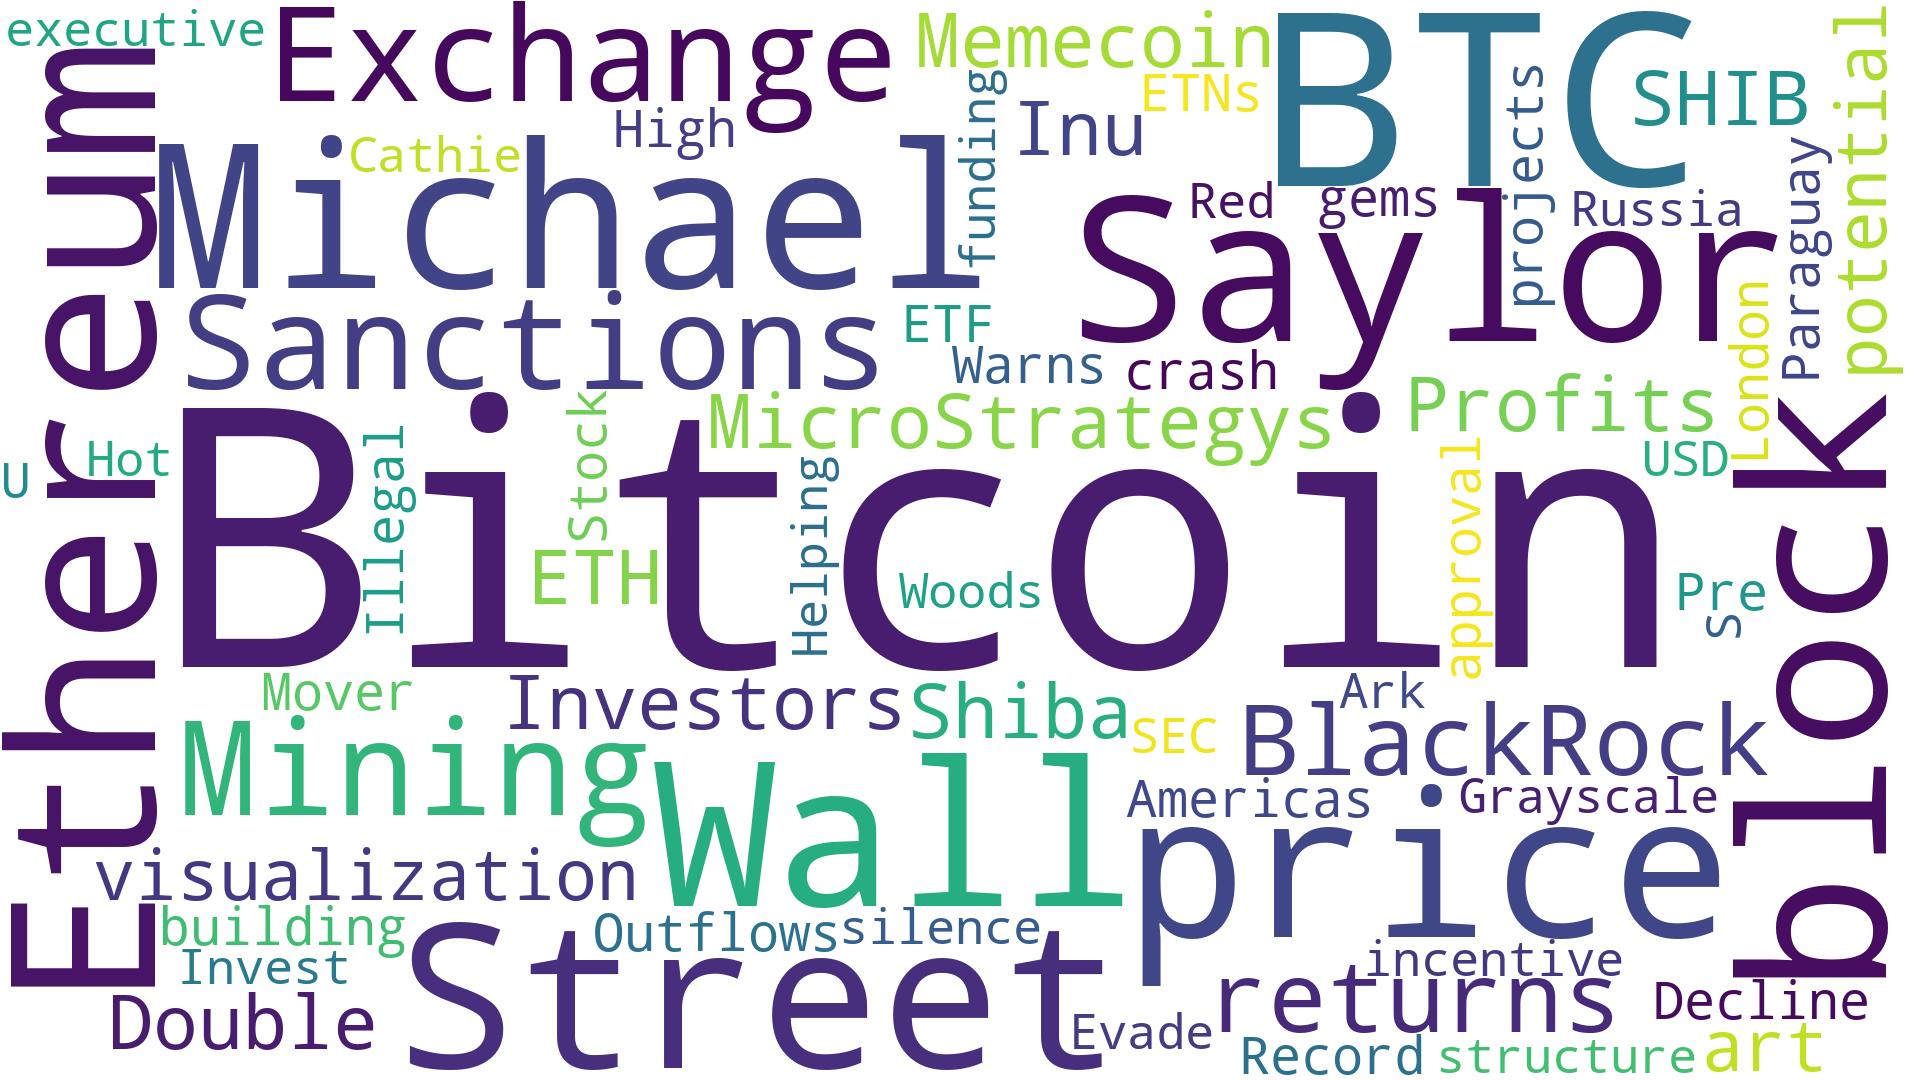 executive
Exchange
Memecoin
BTC
potential
Ethereum
Michael
Cathie
High
funding
Inu
ETNs
projects
SHIB
Saylor
Red
gems
Russia
Paraguay
Sanctions
ETF
Warns
crash
London
MicroStrategys
Profits
U
Hot
Illegal
Stock
Bitcoin
ETH
Helping
Woods
approval
USD
Pre
S
block
Mover
Investors
Shiba
SEC
Ark
BlackRock
Mining
Wall
Americas
Grayscale
price
visualization
building
Outflows
silence
Invest
Street
incentive
Double
returns
Decline
Evade
Record
structure
art